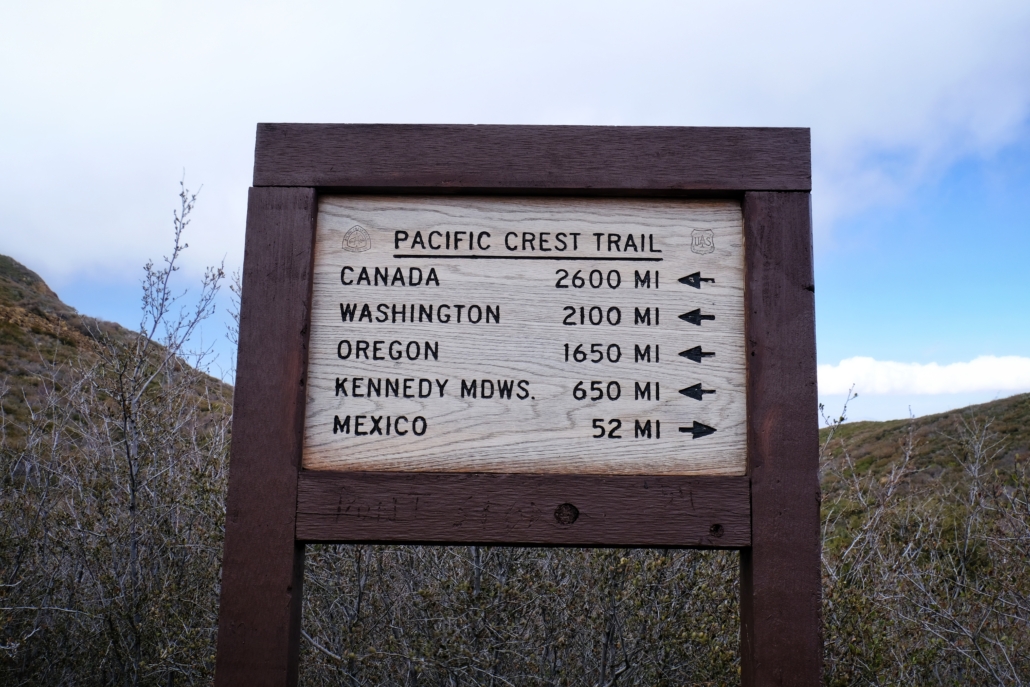 PACIFIC CREST TRAIL
UAS
CANADA 2600 MI
WASHINGTON 2100 MI
OREGON 1650 MI
KENNEDY MDWS. 650 MI
MEXICO 52 MI